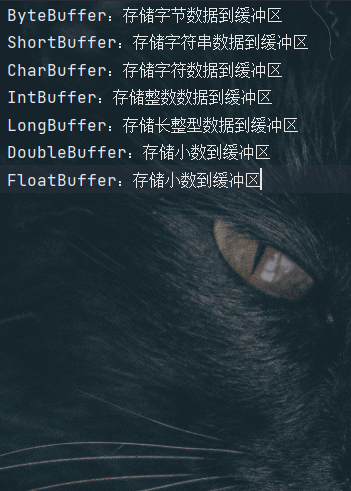 ByteBuffer：存储字节数据到缓冲区
ShortBuffer：存储字符串数据到缓冲区
CharBuffer：存储字符数据到缓冲区
IntBuffer：存储整数数据到缓冲区
LongBuffer：存储长整型数据到缓冲区
DoubleBuffer：存储小数到缓冲区
FloatBuffer：存储小数到缓冲区